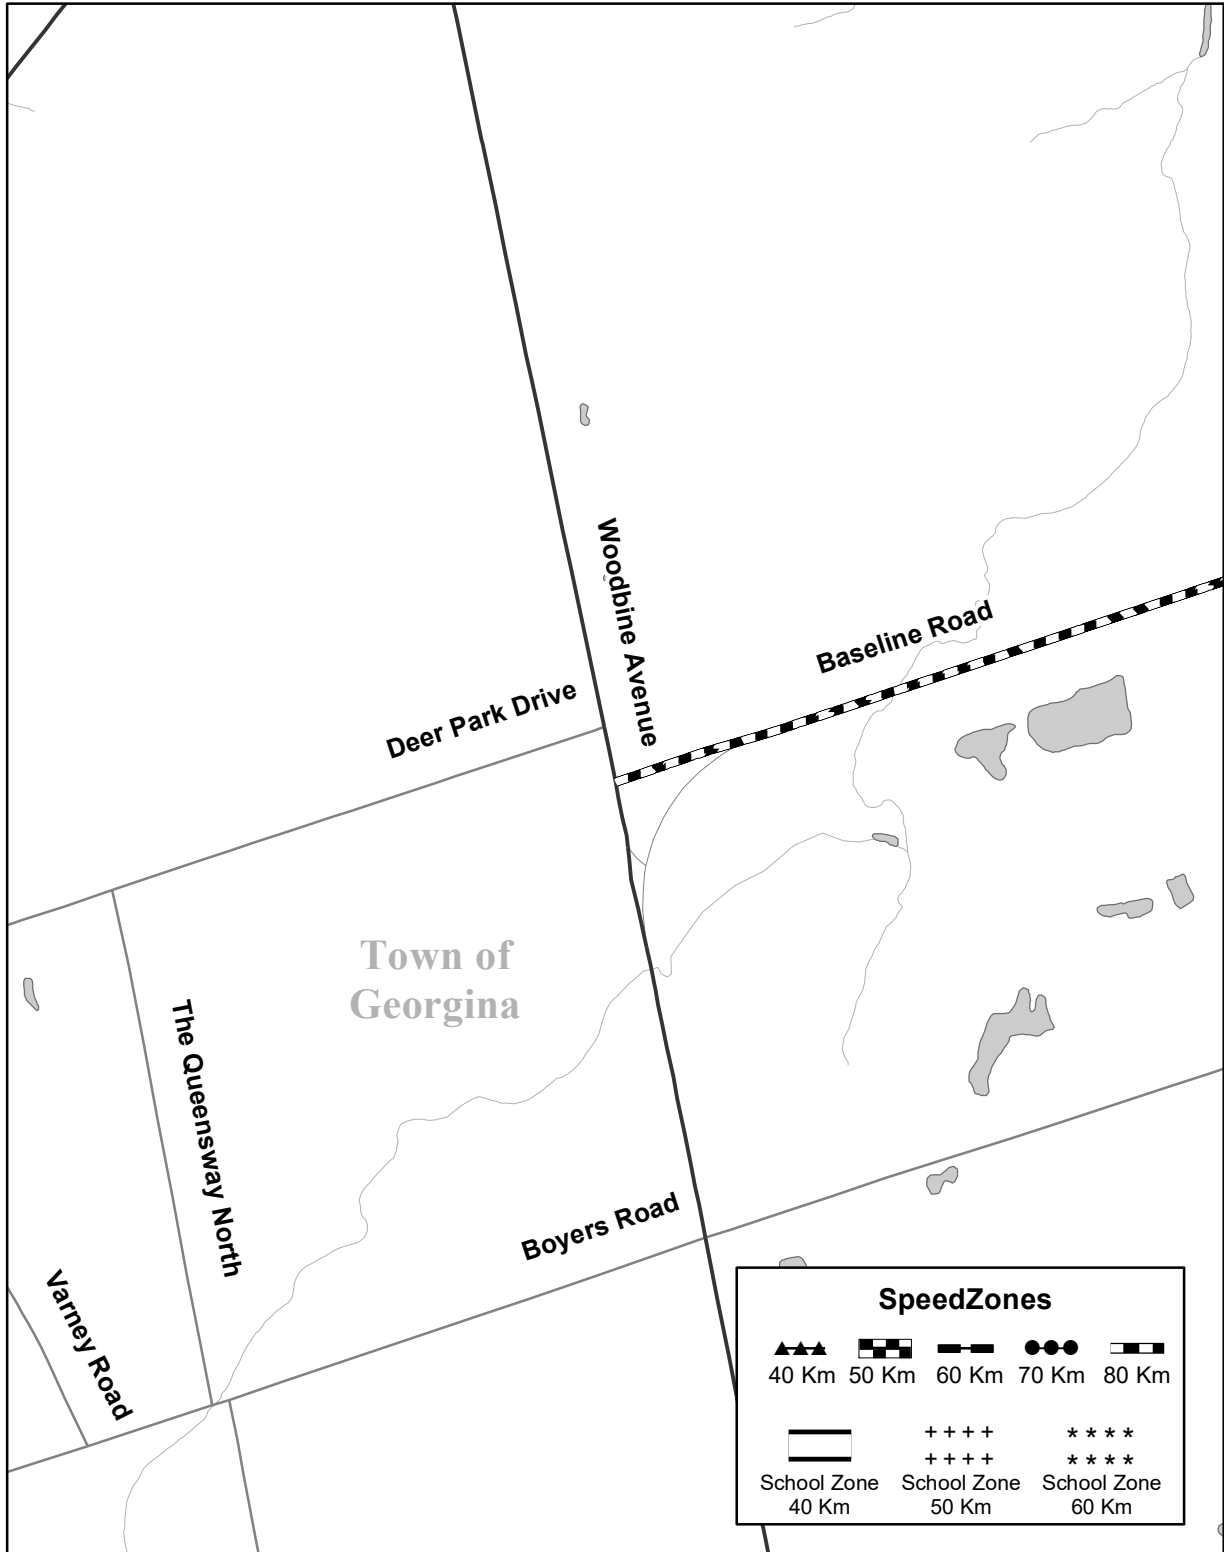 Woodbine Avenue
Baseline Road
Deer Park Drive
Town of
Georgina
The Queensway North
Boyers Road
Varney Road
SpeedZones
40 Km 50 Km 60 Km 70 Km 80 Km
School Zone School Zone School Zone
40 Km 50 Km 60 Km